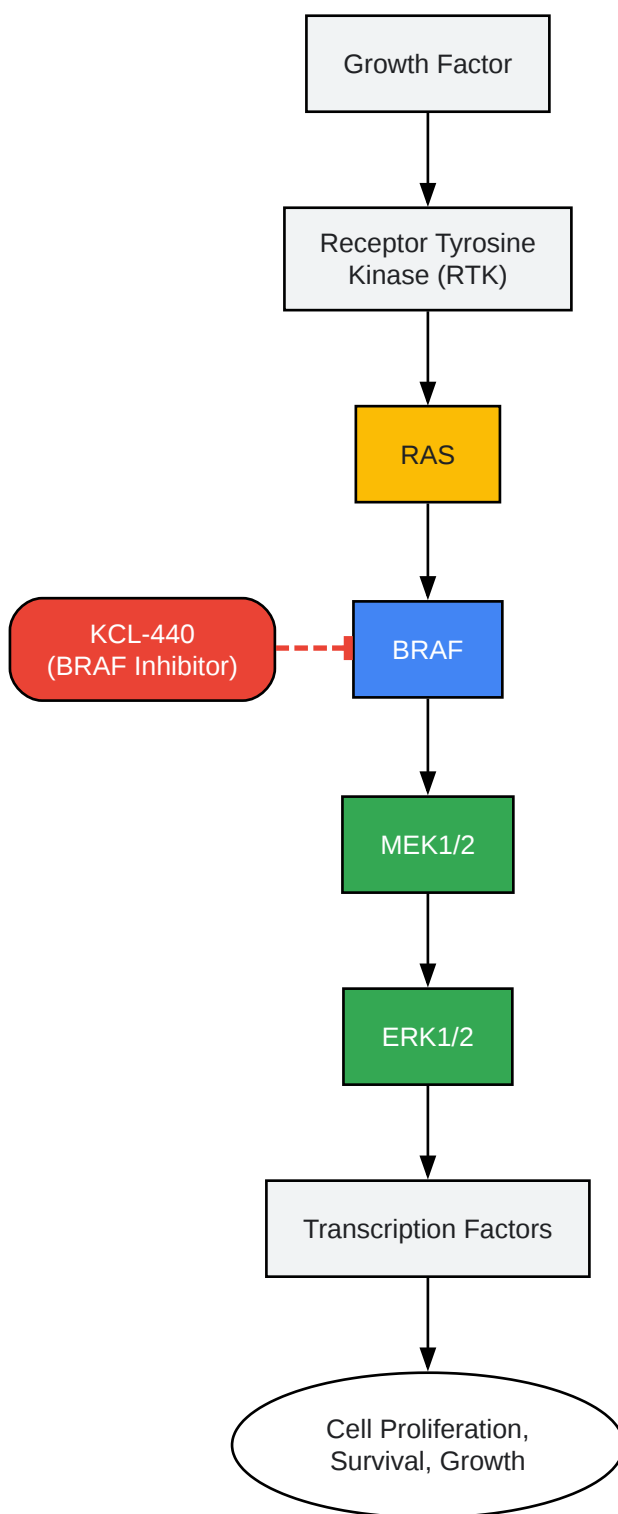 Growth Factor
Receptor Tyrosine
Kinase (RTK)
RAS
KCL-440
(BRAF Inhibitor)
BRAF
MEK1/2
ERK1/2
Transcription Factors
Cell Proliferation,
Survival, Growth